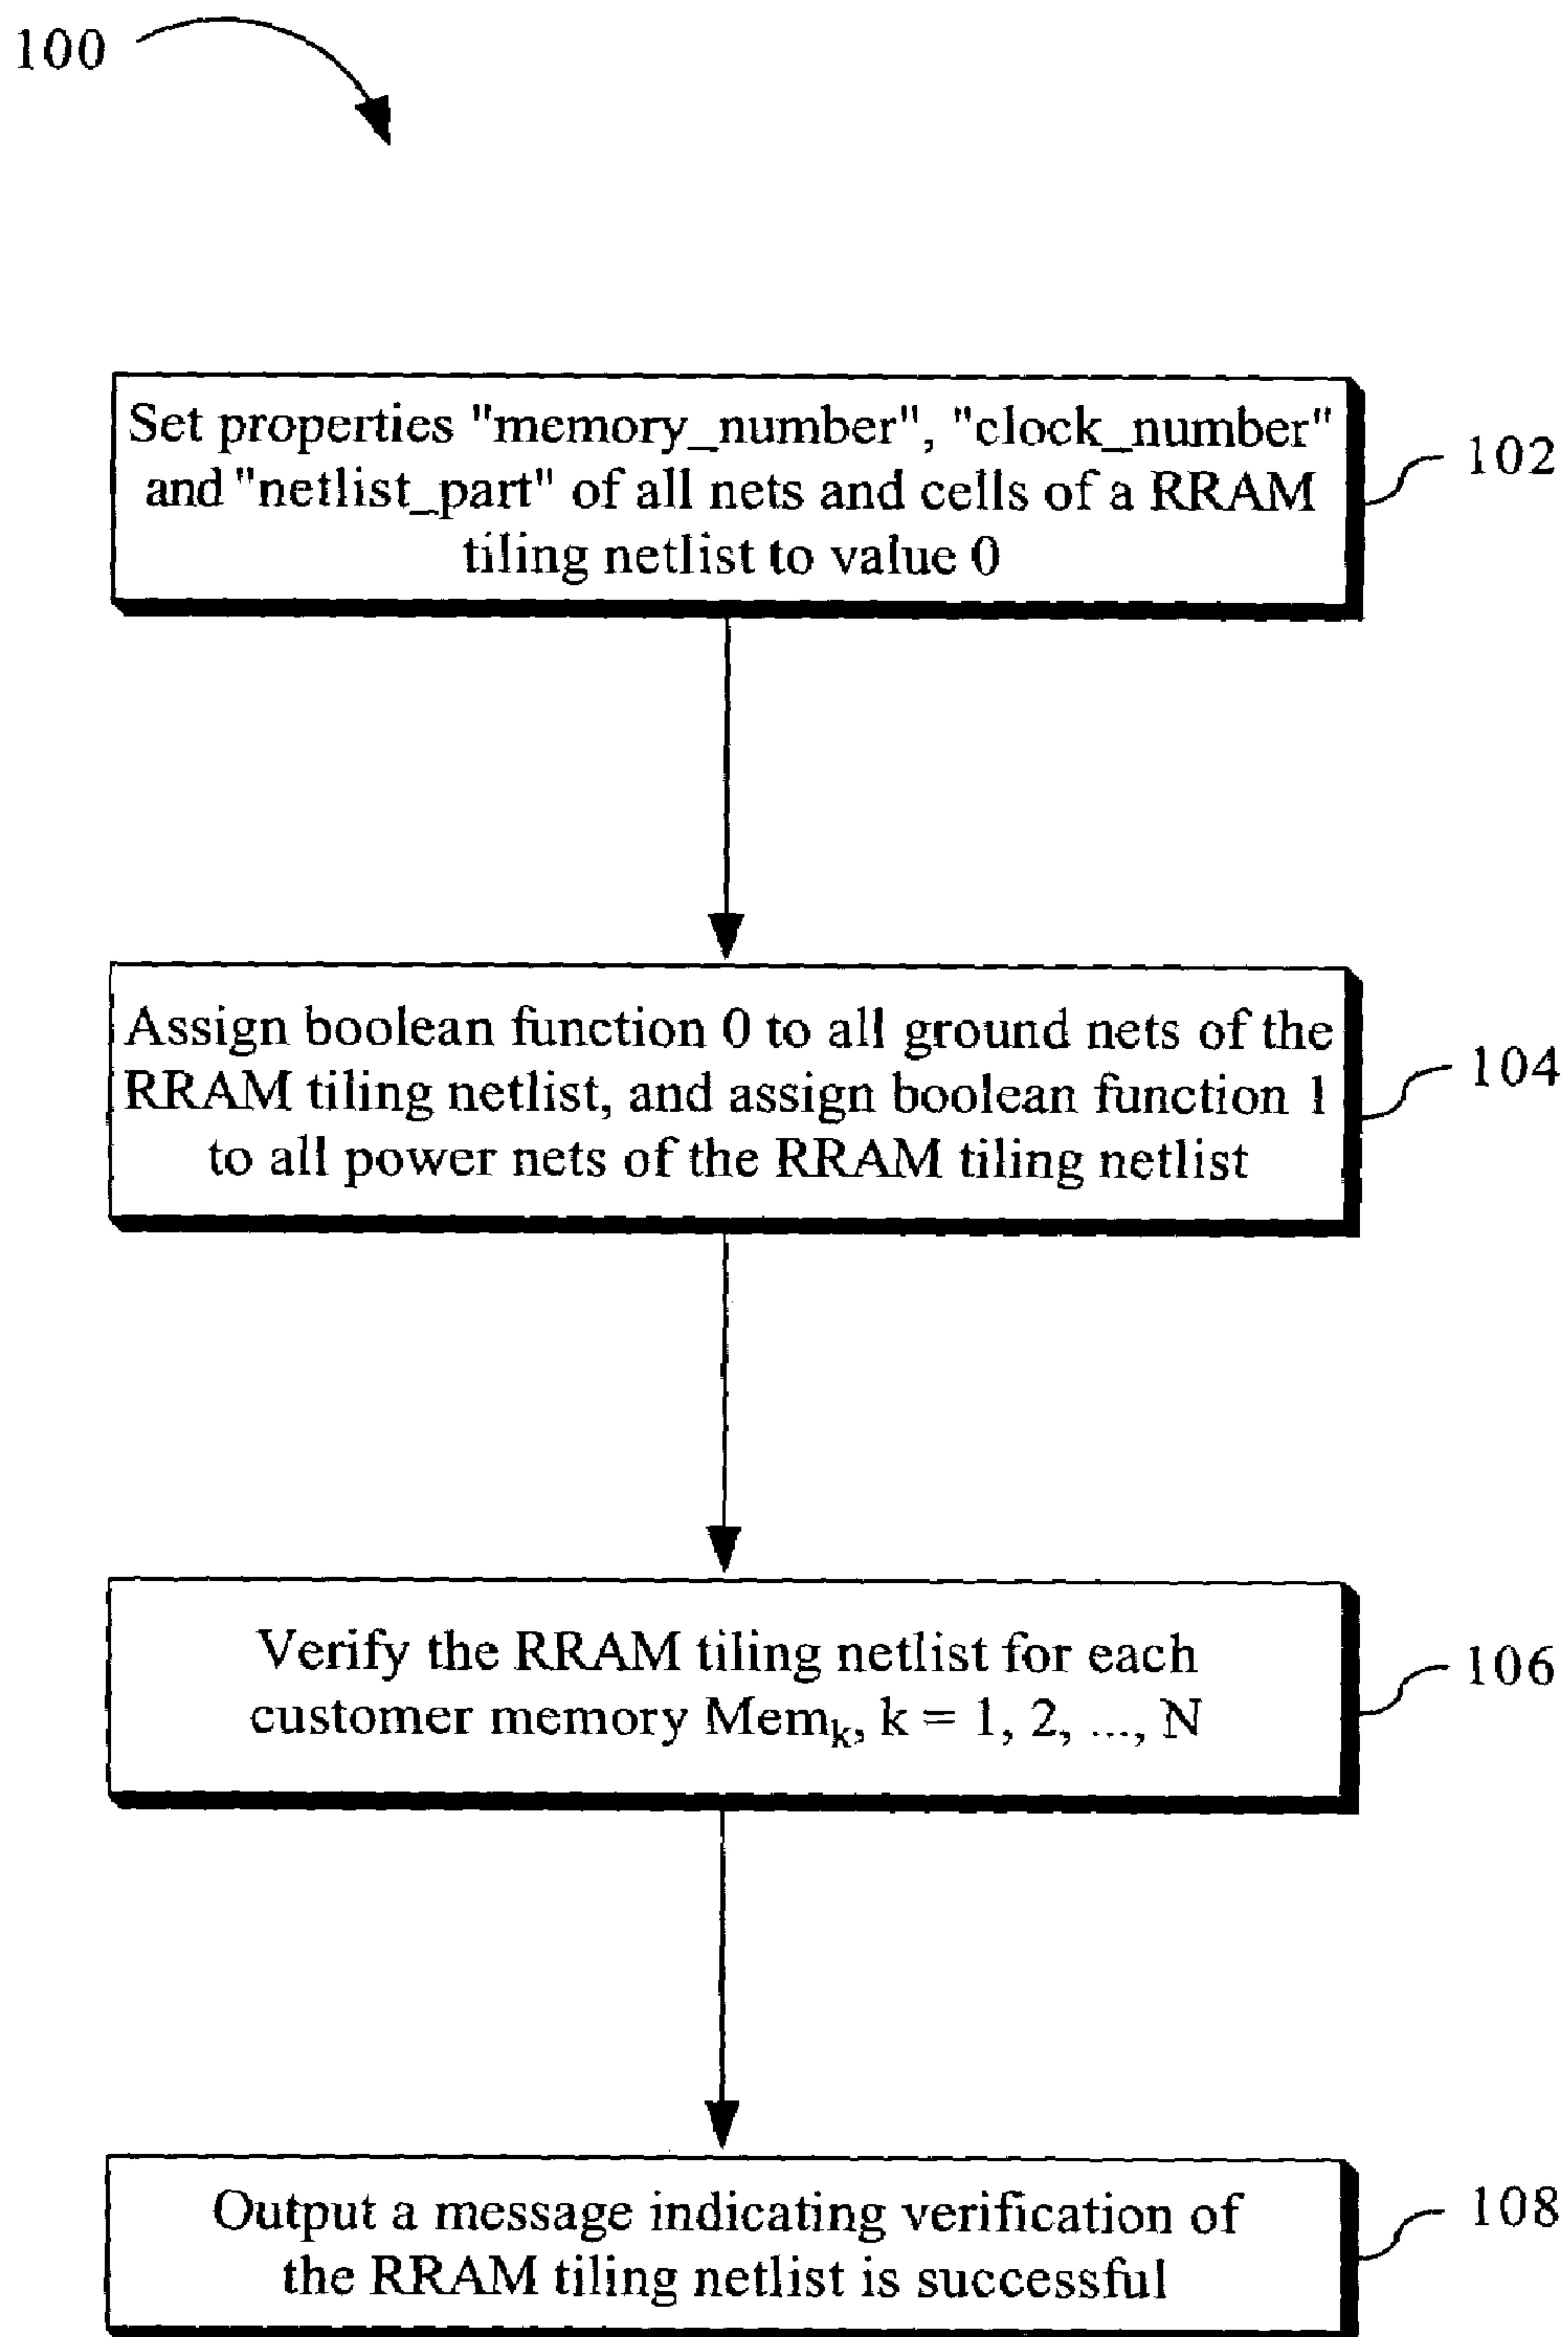 100
Set properties "memory_number", "clock_number"
and "netlist_part" of all nets and cells of a RRAM
tiling netlist to value 0
102
Assign boolean function 0 to all ground nets of the
RRAM tiling netlist, and assign boolean function 1
to all power nets of the RRAM tiling netlist
104
Verify the RRAM tiling netlist for each
customer memory Memk, k = 1, 2, ..., N
106
Output a message indicating verification of
the RRAM tiling netlist is successful
108